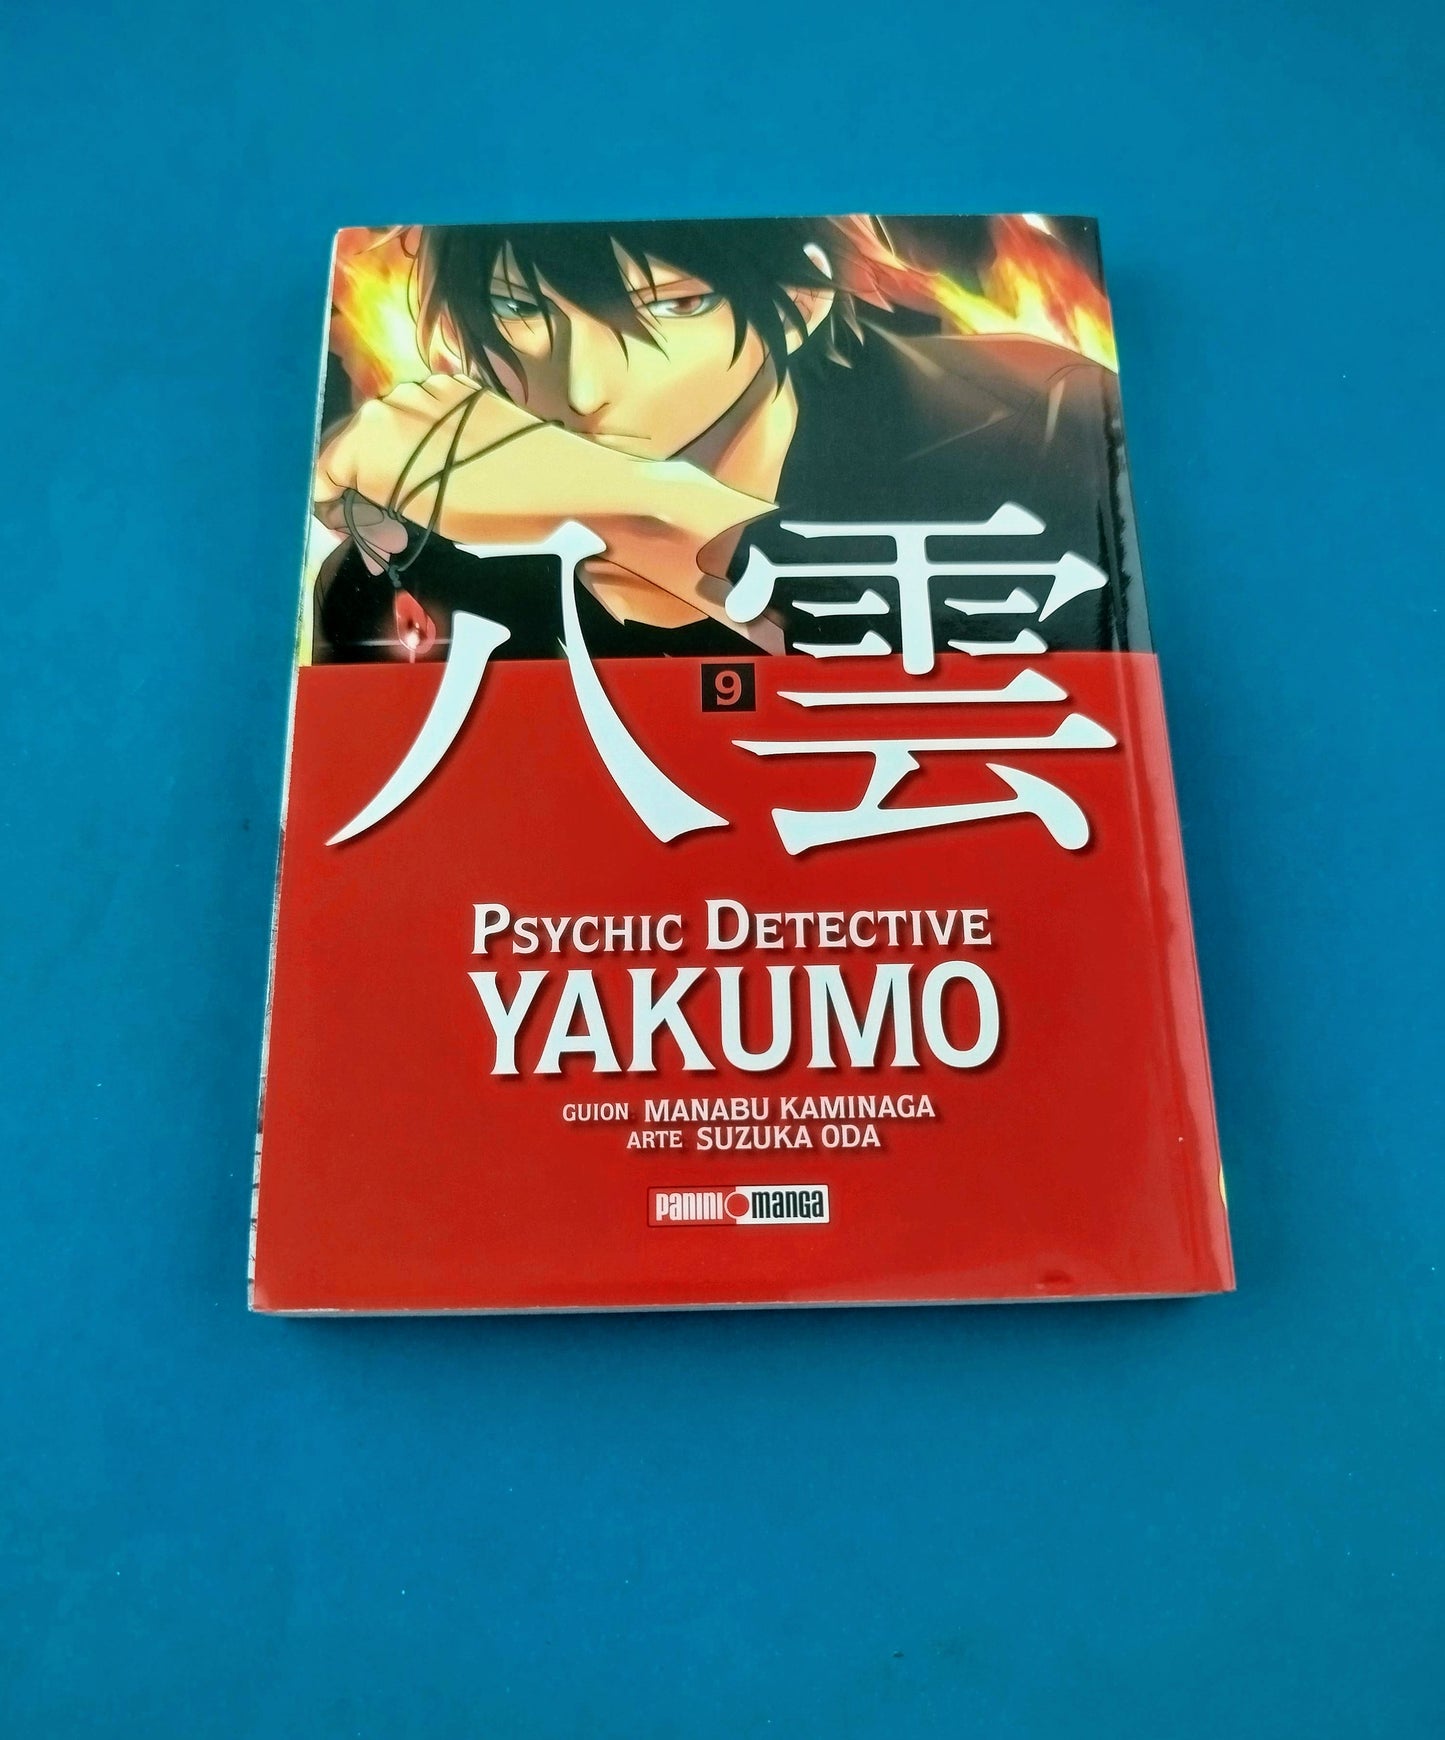 八雲
9
PSYCHIC DETECTIVE
YAKUMO
GUION: MANABU KAMINAGA
ARTE: SUZUKA ODA
PANINI MANGA